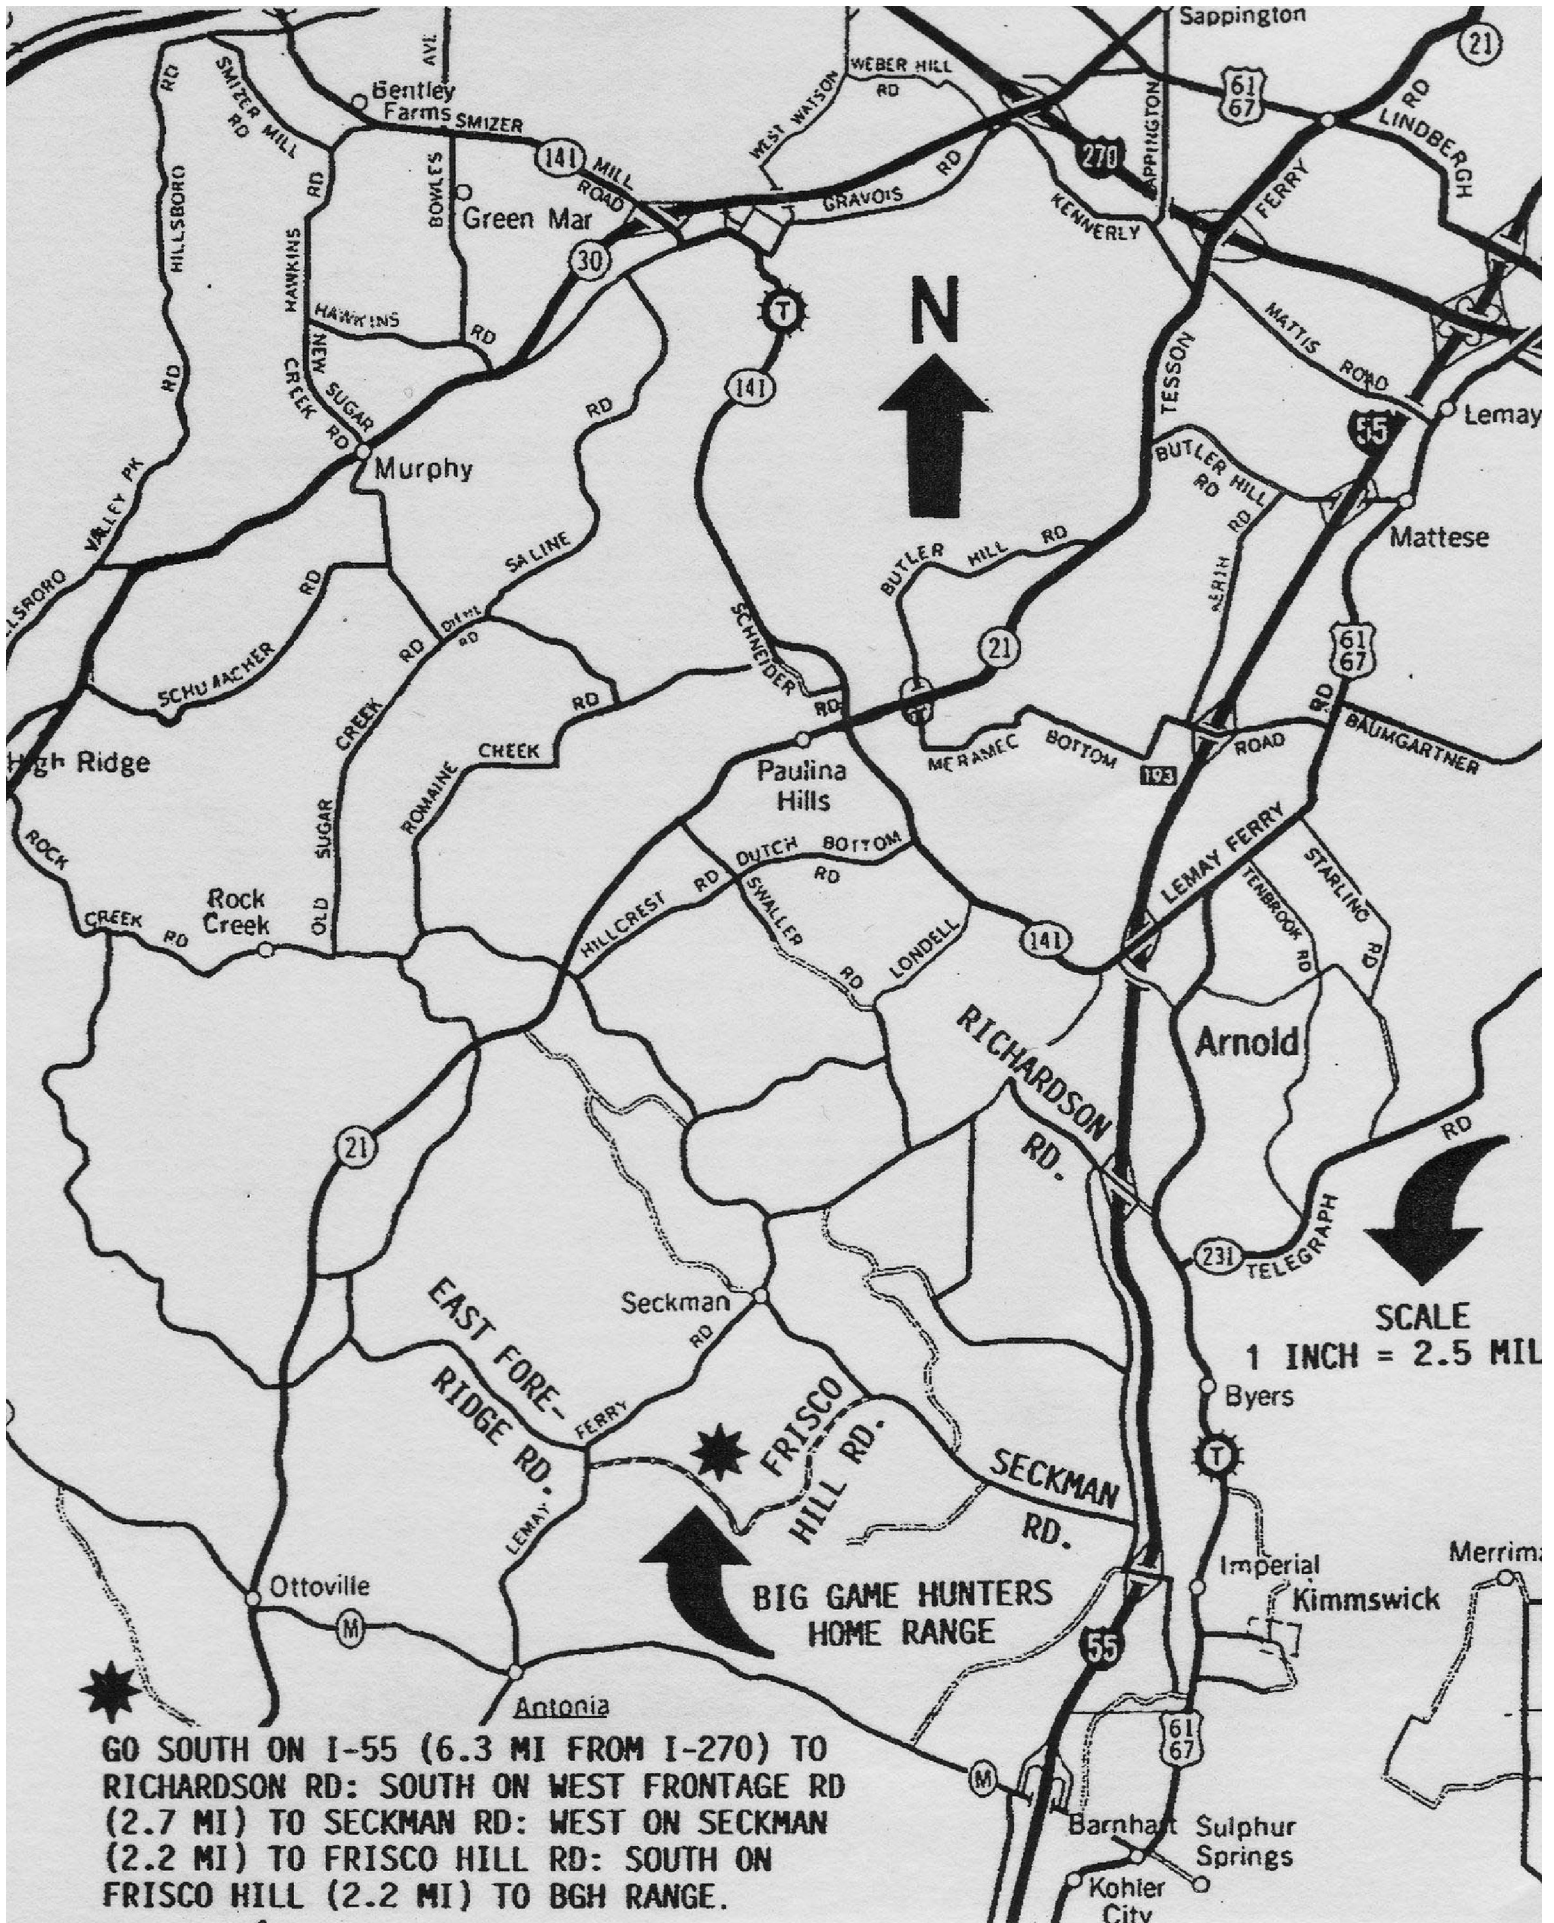 Sappington
21
RD
SMIZER MILL
RD
AVE
WEBER HILL
RD
61
67
RD
LINDBERGH
Bentley
Farms
SMIZER
141
MILL
ROAD
WEST WATSON
270
FERRY
HILLSBORO
RD
BOWLES
Green Mar
GRAVOIS
RD
KENNERLY
HAWKINS
30
HAWKINS
RD
T
N
MATTIS
ROAD
NEW
SUGAR
CREEK
RD
RD
141
TESSON
55
Lemay
RD
Murphy
BUTLER HILL
RD
RD
VALLEY PK
Mattese
SALINE
BUTLER
HILL
RD
RD
SCHUMACHER
RD
SCHNEIDER
RD
21
61
67
RD
CREEK
RD
BAUMGARTNER
High Ridge
CREEK
ROMAINE
Paulina
Hills
MERAMEC
BOTTOM
193
ROAD
ROCK
SUGAR
OLD
DUTCH
BOTTOM
RD
LEMAY FERRY
STARLING
RD
TENBROOK
RD
Rock
Creek
CREEK
RD
HILLCREST
RD
SWALLER
RD
LONDELL
141
RICHARDSON
RD.
Arnold
21
RD
231
TELEGRAPH
EAST FORE-
RIDGE RD.
Seckman
RD
SCALE
1 INCH = 2.5 MIL
Byers
FERRY
FRISCO
HILL RD.
T
SECKMAN
RD.
LEMAY
Ottoville
M
BIG GAME HUNTERS
HOME RANGE
Imperial
Kimmswick
55
Antonia
61
67
M
GO SOUTH ON I-55 (6.3 MI FROM I-270) TO
RICHARDSON RD: SOUTH ON WEST FRONTAGE RD
(2.7 MI) TO SECKMAN RD: WEST ON SECKMAN
(2.2 MI) TO FRISCO HILL RD: SOUTH ON
FRISCO HILL (2.2 MI) TO BGH RANGE.
Barnhart
Sulphur
Springs
Kohler
City